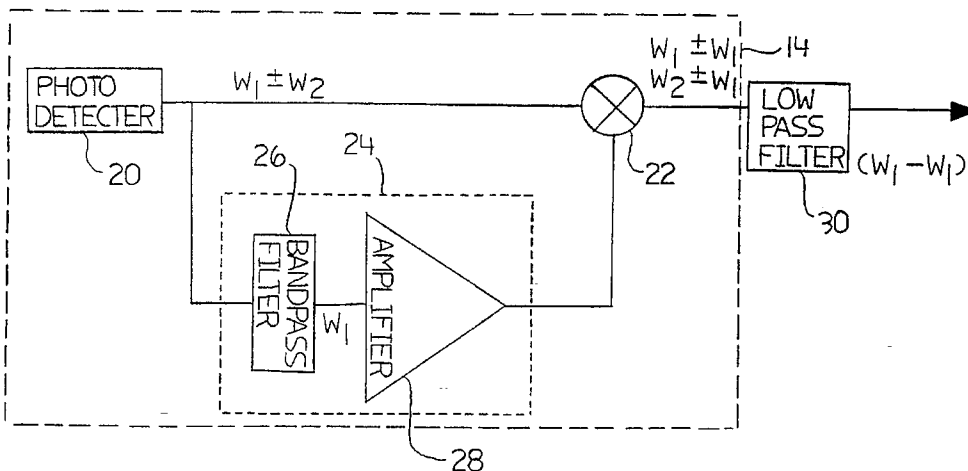 PHOTO
DETECTER
20
W₁ ± W₂
W₁ ± W₁
W₂ ± W₁
14
22
LOW
PASS
FILTER
30
(W₁ - W₁)
24
26
BANDPASS
FILTER
W₁
AMPLIFIER
28